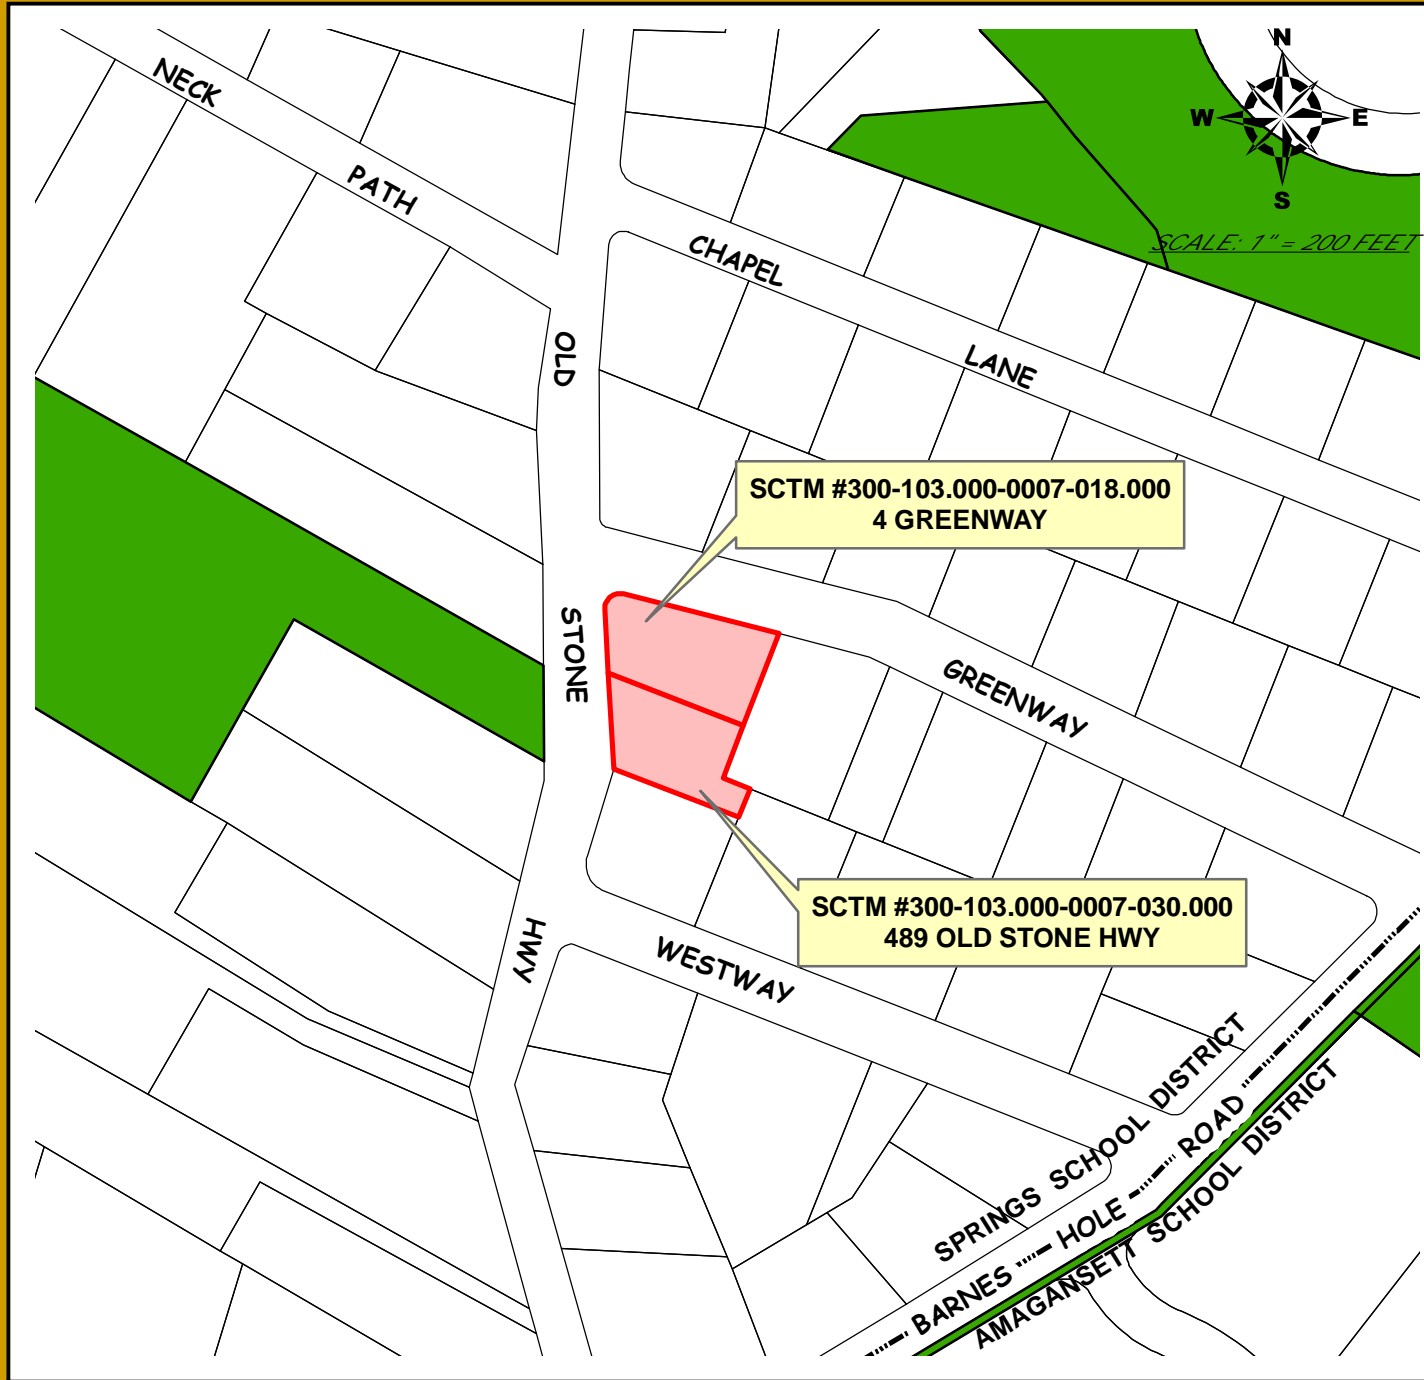 N
W E
S
SCALE: 1" = 200 FEET
NECK PATH
CHAPEL LANE
OLD STONE HWY
SCTM #300-103.000-0007-018.000
4 GREENWAY
GREENWAY
SCTM #300-103.000-0007-030.000
489 OLD STONE HWY
WESTWAY
SPRINGS SCHOOL DISTRICT
BARNES HOLE ROAD
AMAGANSETT SCHOOL DISTRICT